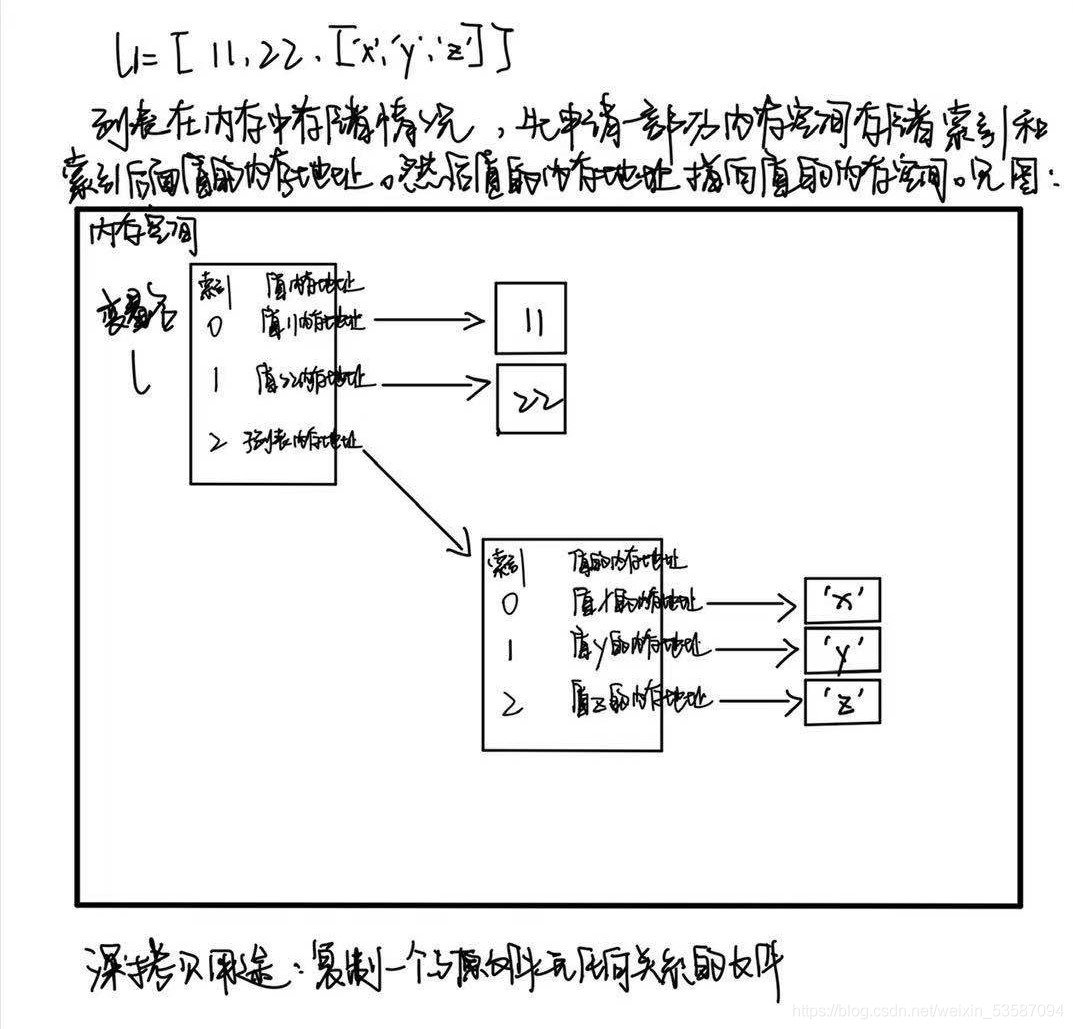 l1=[11,22,['x','y','z']]
列表在内存中存储情况,先申请一部分内存空间存储索引和
索引后面值的内存地址。然后值的内存地址指向值的内存空间。见图:
内存空间
变量名
l
索引 值内存地址
0 值11内存地址
11
1 值22内存地址
22
2 子列表内存地址
索引 值的内存地址
0 值x的内存地址
'x'
1 值y的内存地址
'y'
2 值z的内存地址
'z'
深拷贝用途:复制一个与原文件无任何关系的文件
https://blog.csdn.net/weixin_53587094